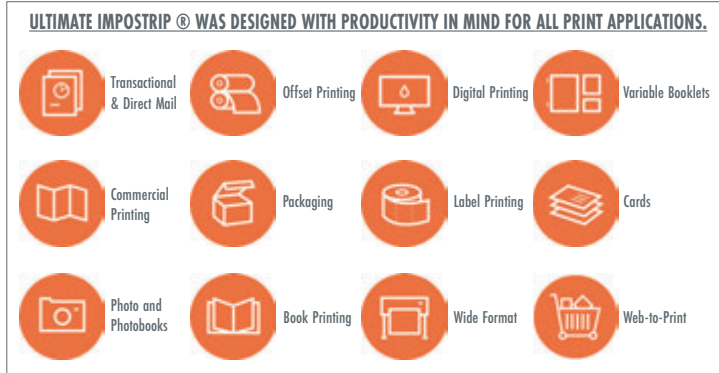 ULTIMATE IMPOSTRIP ® WAS DESIGNED WITH PRODUCTIVITY IN MIND FOR ALL PRINT APPLICATIONS.
Transactional
& Direct Mail
Offset Printing
Digital Printing
Variable Booklets
Commercial
Printing
Packaging
Label Printing
Cards
Photo and
Photobooks
Book Printing
Wide Format
Web-to-Print